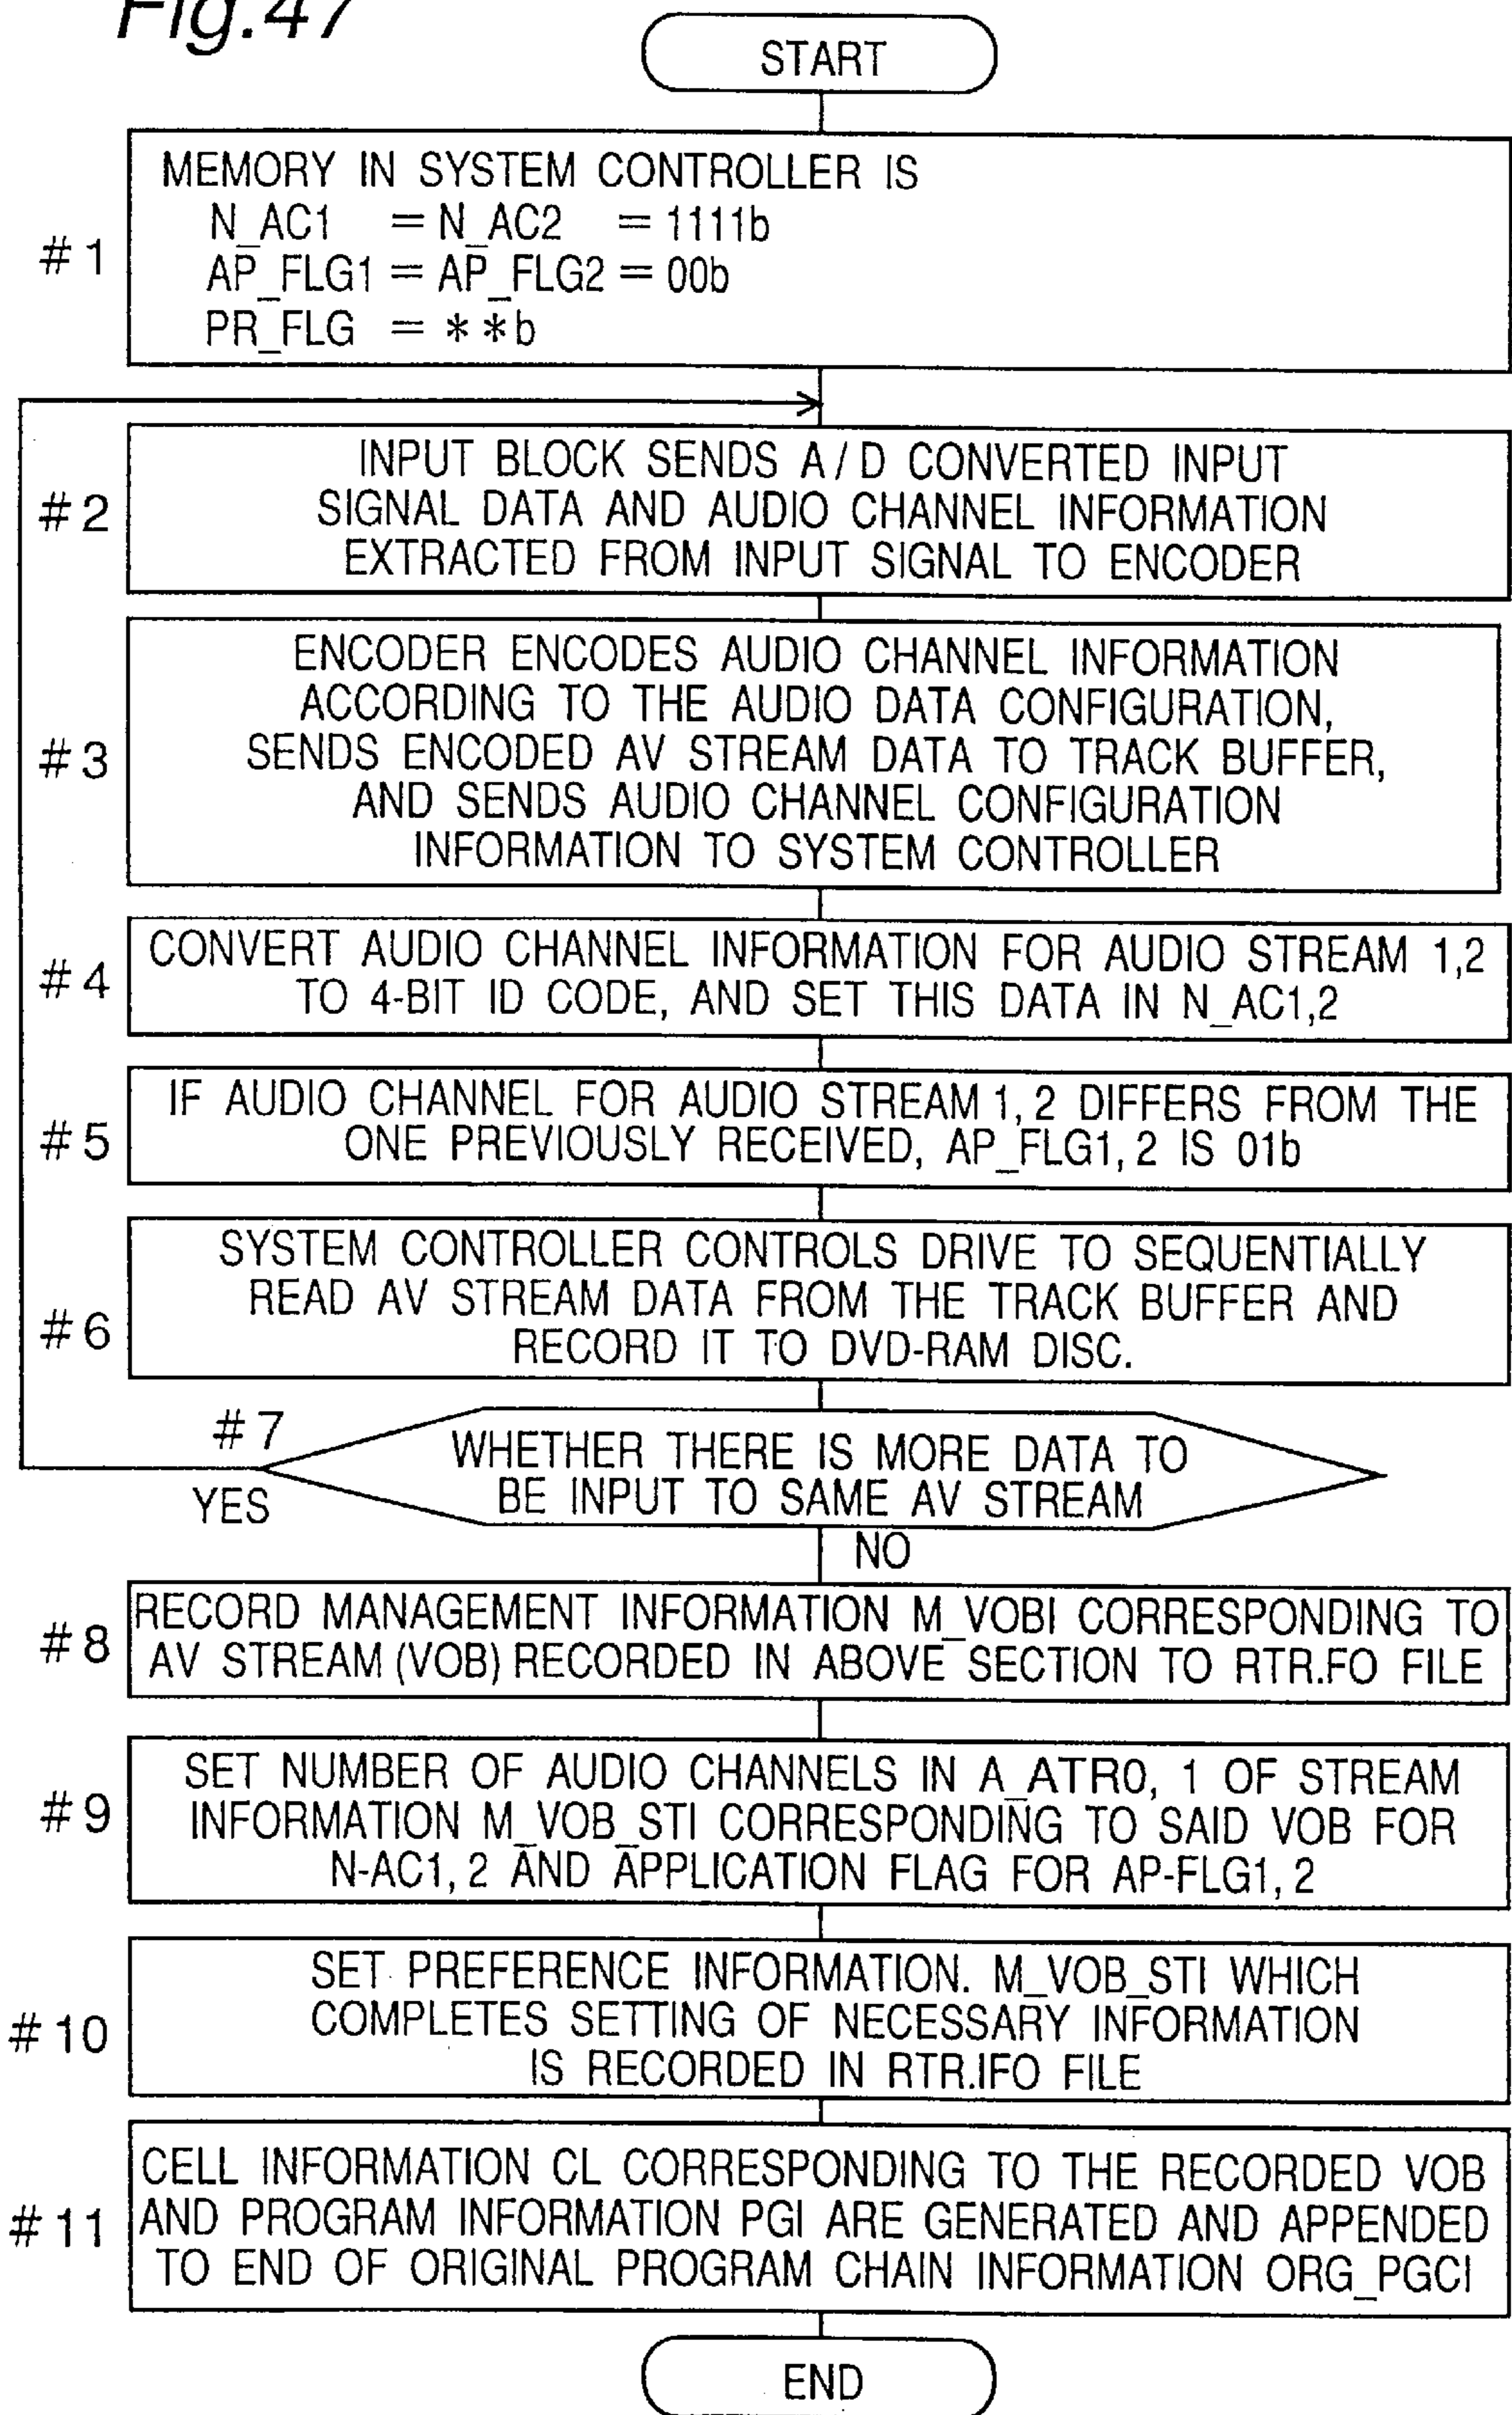 Fig.47
START
#1
MEMORY IN SYSTEM CONTROLLER IS
N_AC1 = N_AC2 = 1111b
AP_FLG1 = AP_FLG2 = 00b
PR_FLG = **b
#2
INPUT BLOCK SENDS A/D CONVERTED INPUT
SIGNAL DATA AND AUDIO CHANNEL INFORMATION
EXTRACTED FROM INPUT SIGNAL TO ENCODER
#3
ENCODER ENCODES AUDIO CHANNEL INFORMATION
ACCORDING TO THE AUDIO DATA CONFIGURATION,
SENDS ENCODED AV STREAM DATA TO TRACK BUFFER,
AND SENDS AUDIO CHANNEL CONFIGURATION
INFORMATION TO SYSTEM CONTROLLER
#4
CONVERT AUDIO CHANNEL INFORMATION FOR AUDIO STREAM 1,2
TO 4-BIT ID CODE, AND SET THIS DATA IN N_AC1,2
#5
IF AUDIO CHANNEL FOR AUDIO STREAM 1, 2 DIFFERS FROM THE
ONE PREVIOUSLY RECEIVED, AP_FLG1, 2 IS 01b
#6
SYSTEM CONTROLLER CONTROLS DRIVE TO SEQUENTIALLY
READ AV STREAM DATA FROM THE TRACK BUFFER AND
RECORD IT TO DVD-RAM DISC.
#7
WHETHER THERE IS MORE DATA TO
BE INPUT TO SAME AV STREAM
YES
NO
#8
RECORD MANAGEMENT INFORMATION M_VOBI CORRESPONDING TO
AV STREAM (VOB) RECORDED IN ABOVE SECTION TO RTR.FO FILE
#9
SET NUMBER OF AUDIO CHANNELS IN A_ATR0, 1 OF STREAM
INFORMATION M_VOB_STI CORRESPONDING TO SAID VOB FOR
N-AC1, 2 AND APPLICATION FLAG FOR AP-FLG1, 2
#10
SET PREFERENCE INFORMATION. M_VOB_STI WHICH
COMPLETES SETTING OF NECESSARY INFORMATION
IS RECORDED IN RTR.IFO FILE
#11
CELL INFORMATION CL CORRESPONDING TO THE RECORDED VOB
AND PROGRAM INFORMATION PGI ARE GENERATED AND APPENDED
TO END OF ORIGINAL PROGRAM CHAIN INFORMATION ORG_PGCI
END